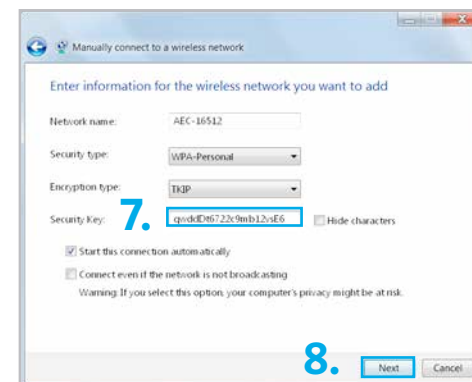 Manually connect to a wireless network
Enter information for the wireless network you want to add
Network name: AEC-16512
Security type: WPA-Personal
Encryption type: TKIP
7.
Security Key: qwddDtt6722c9mlb12vsE6 Hide characters
Start this connection automatically
Connect even if the network is not broadcasting
Warning: If you select this option, your computer's privacy might be at risk.
8. Next Cancel